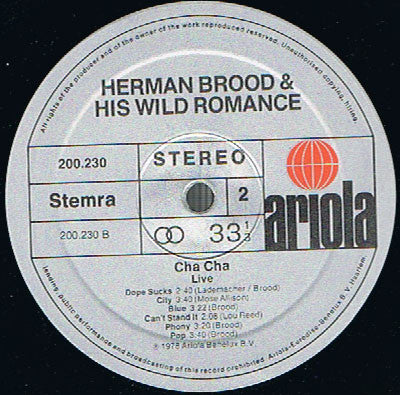 All rights of the producer and of the owner of the work reproduced reserved. Unauthorised copying, hiring,
HERMAN BROOD &
HIS WILD ROMANCE
200.230
STEREO
Stemra
2
200.230 B
33 1/3
ariola
Cha Cha
Live
Dope Sucks 2:40 (Lademacher / Brood)
City 3:40 (Mose Allison)
Blue 3:22 (Brood)
Can't Stand It 2:08 (Lou Reed)
Phony 3:20 (Brood)
Pop 3:40 (Brood)
℗ 1978 Ariola Benelux B.V.
lending, public performance and broadcasting of this record prohibited. Ariola-Eurodisc-Benelux B.V. Haarlem